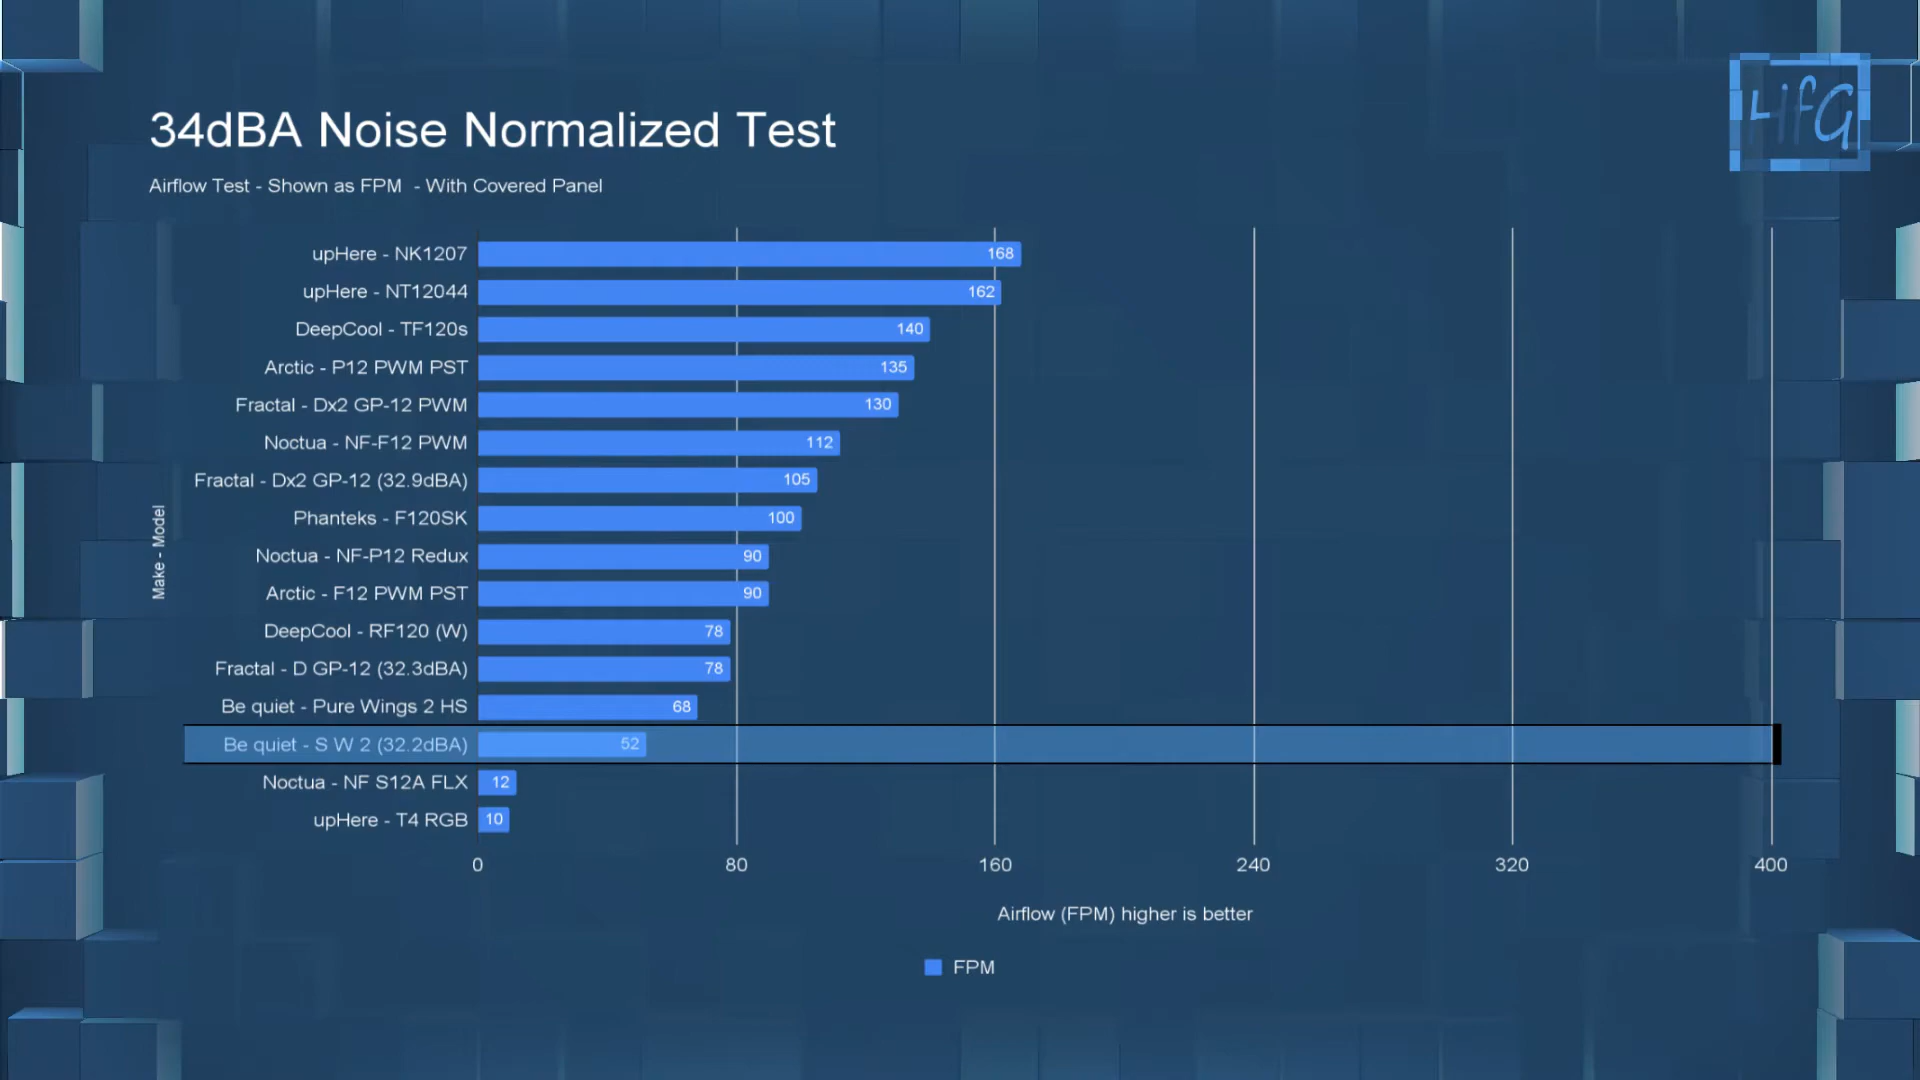 HfG
34dBA Noise Normalized Test
Airflow Test - Shown as FPM - With Covered Panel
Make - Model
upHere - NK1207 168
upHere - NT12044 162
DeepCool - TF120s 140
Arctic - P12 PWM PST 135
Fractal - Dx2 GP-12 PWM 130
Noctua - NF-F12 PWM 112
Fractal - Dx2 GP-12 (32.9dBA) 105
Phanteks - F120SK 100
Noctua - NF-P12 Redux 90
Arctic - F12 PWM PST 90
DeepCool - RF120 (W) 78
Fractal - D GP-12 (32.3dBA) 78
Be quiet - Pure Wings 2 HS 68
Be quiet - S W 2 (32.2dBA) 52
Noctua - NF S12A FLX 12
upHere - T4 RGB 10
0 80 160 240 320 400
Airflow (FPM) higher is better
FPM